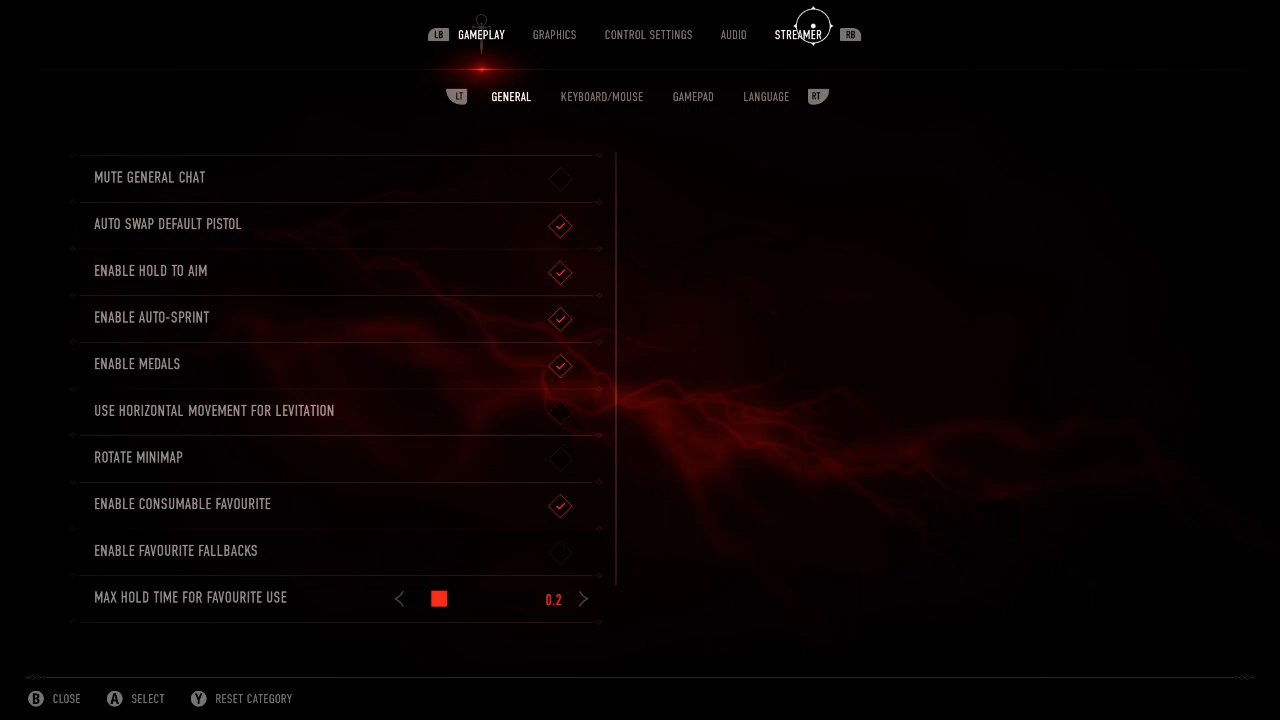 LB GAMEPLAY GRAPHICS CONTROL SETTINGS AUDIO STREAMER RB
LT GENERAL KEYBOARD/MOUSE GAMEPAD LANGUAGE RT
MUTE GENERAL CHAT
AUTO SWAP DEFAULT PISTOL
ENABLE HOLD TO AIM
ENABLE AUTO-SPRINT
ENABLE MEDALS
USE HORIZONTAL MOVEMENT FOR LEVITATION
ROTATE MINIMAP
ENABLE CONSUMABLE FAVOURITE
ENABLE FAVOURITE FALLBACKS
MAX HOLD TIME FOR FAVOURITE USE 0.2
B CLOSE A SELECT Y RESET CATEGORY